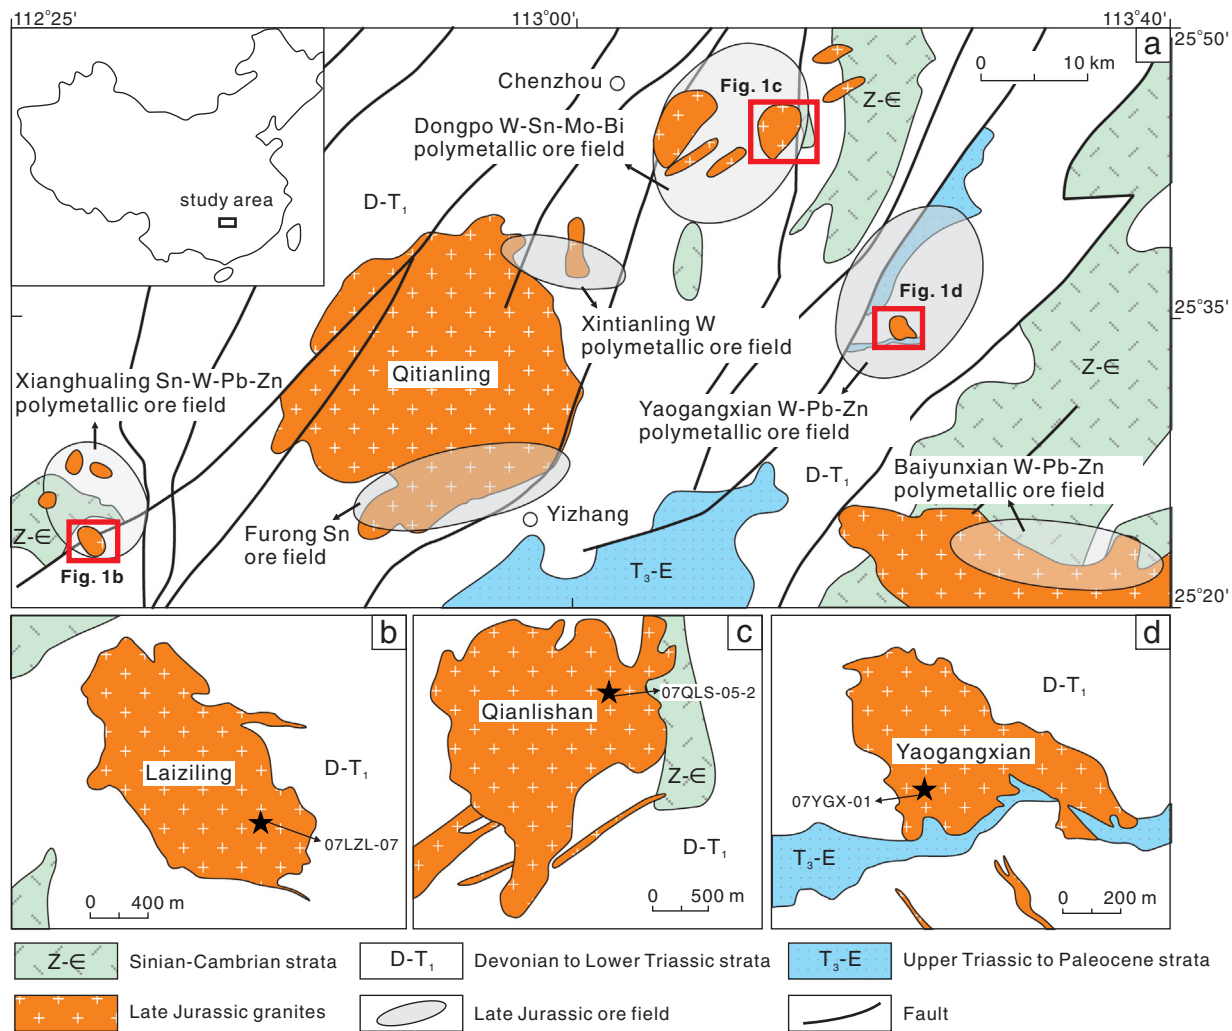 112°25'
113°00'
113°40'
25°50'
a
0 10 km
Chenzhou
Fig. 1c
Z-∈
Dongpo W-Sn-Mo-Bi
polymetallic ore field
study area
D-T₁
Fig. 1d
25°35'
Xintianling W
polymetallic ore field
Qitianling
Xianghualing Sn-W-Pb-Zn
polymetallic ore field
Z-∈
Yaogangxian W-Pb-Zn
polymetallic ore field
D-T₁
Baiyunxian W-Pb-Zn
polymetallic ore field
Yizhang
Furong Sn
ore field
Z-∈
Fig. 1b
T₃-E
25°20'
b
Laiziling
D-T₁
07LZL-07
0 400 m
c
07QLS-05-2
Qianlishan
Z-∈
D-T₁
0 500 m
d
D-T₁
Yaogangxian
07YGX-01
T₃-E
0 200 m
Z-∈ Sinian-Cambrian strata
D-T₁ Devonian to Lower Triassic strata
T₃-E Upper Triassic to Paleocene strata
Late Jurassic granites
Late Jurassic ore field
Fault